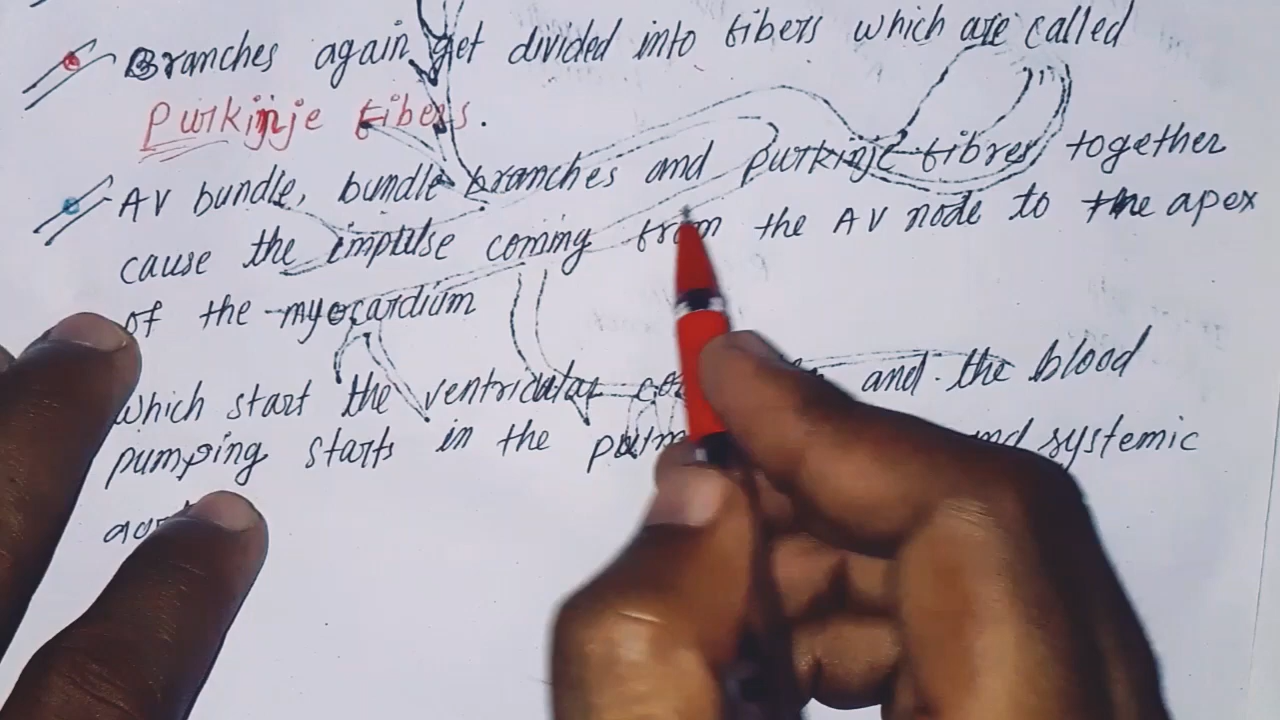 Branches again get divided into fibers which are called
Purkinje fibers.
AV bundle, bundle branches and purkinje fibres together
cause the impulse coming from the AV node to the apex
of the myocardium
which start the ventricular and the blood
pumping starts in the and systemic